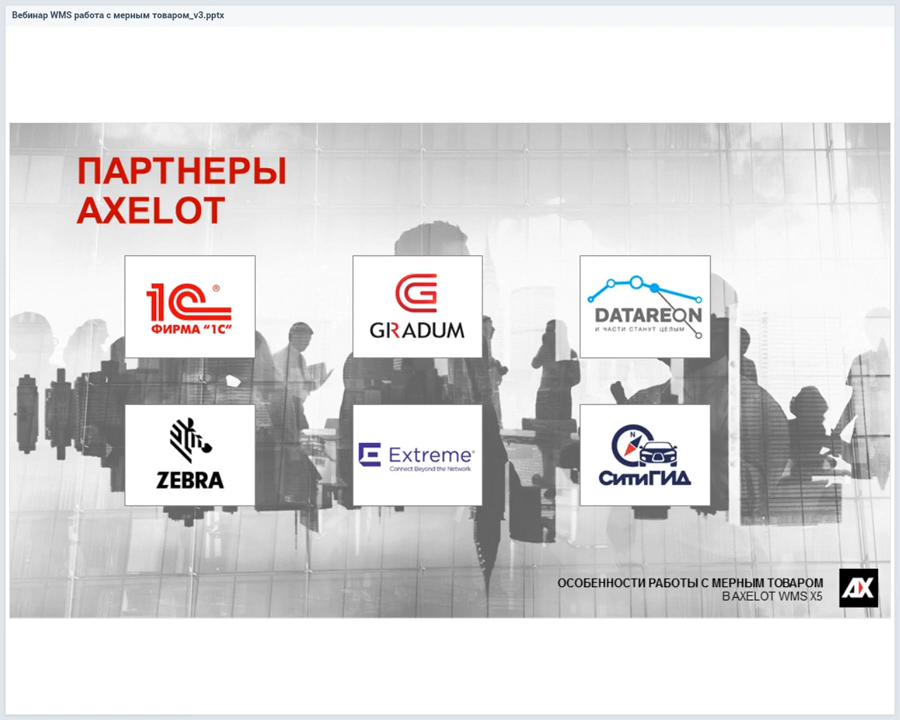 Вебинар WMS работа с мерным товаром_v3.pptx
ПАРТНЕРЫ
AXELOT
1С®
ФИРМА "1С"
GRADUM
DATAREON
И ЧАСТИ СТАНУТ ЦЕЛЫМ
ZEBRA
Extreme®
Connect Beyond the Network
N
СИТИГИД
ОСОБЕННОСТИ РАБОТЫ С МЕРНЫМ ТОВАРОМ
В AXELOT WMS X5
AX